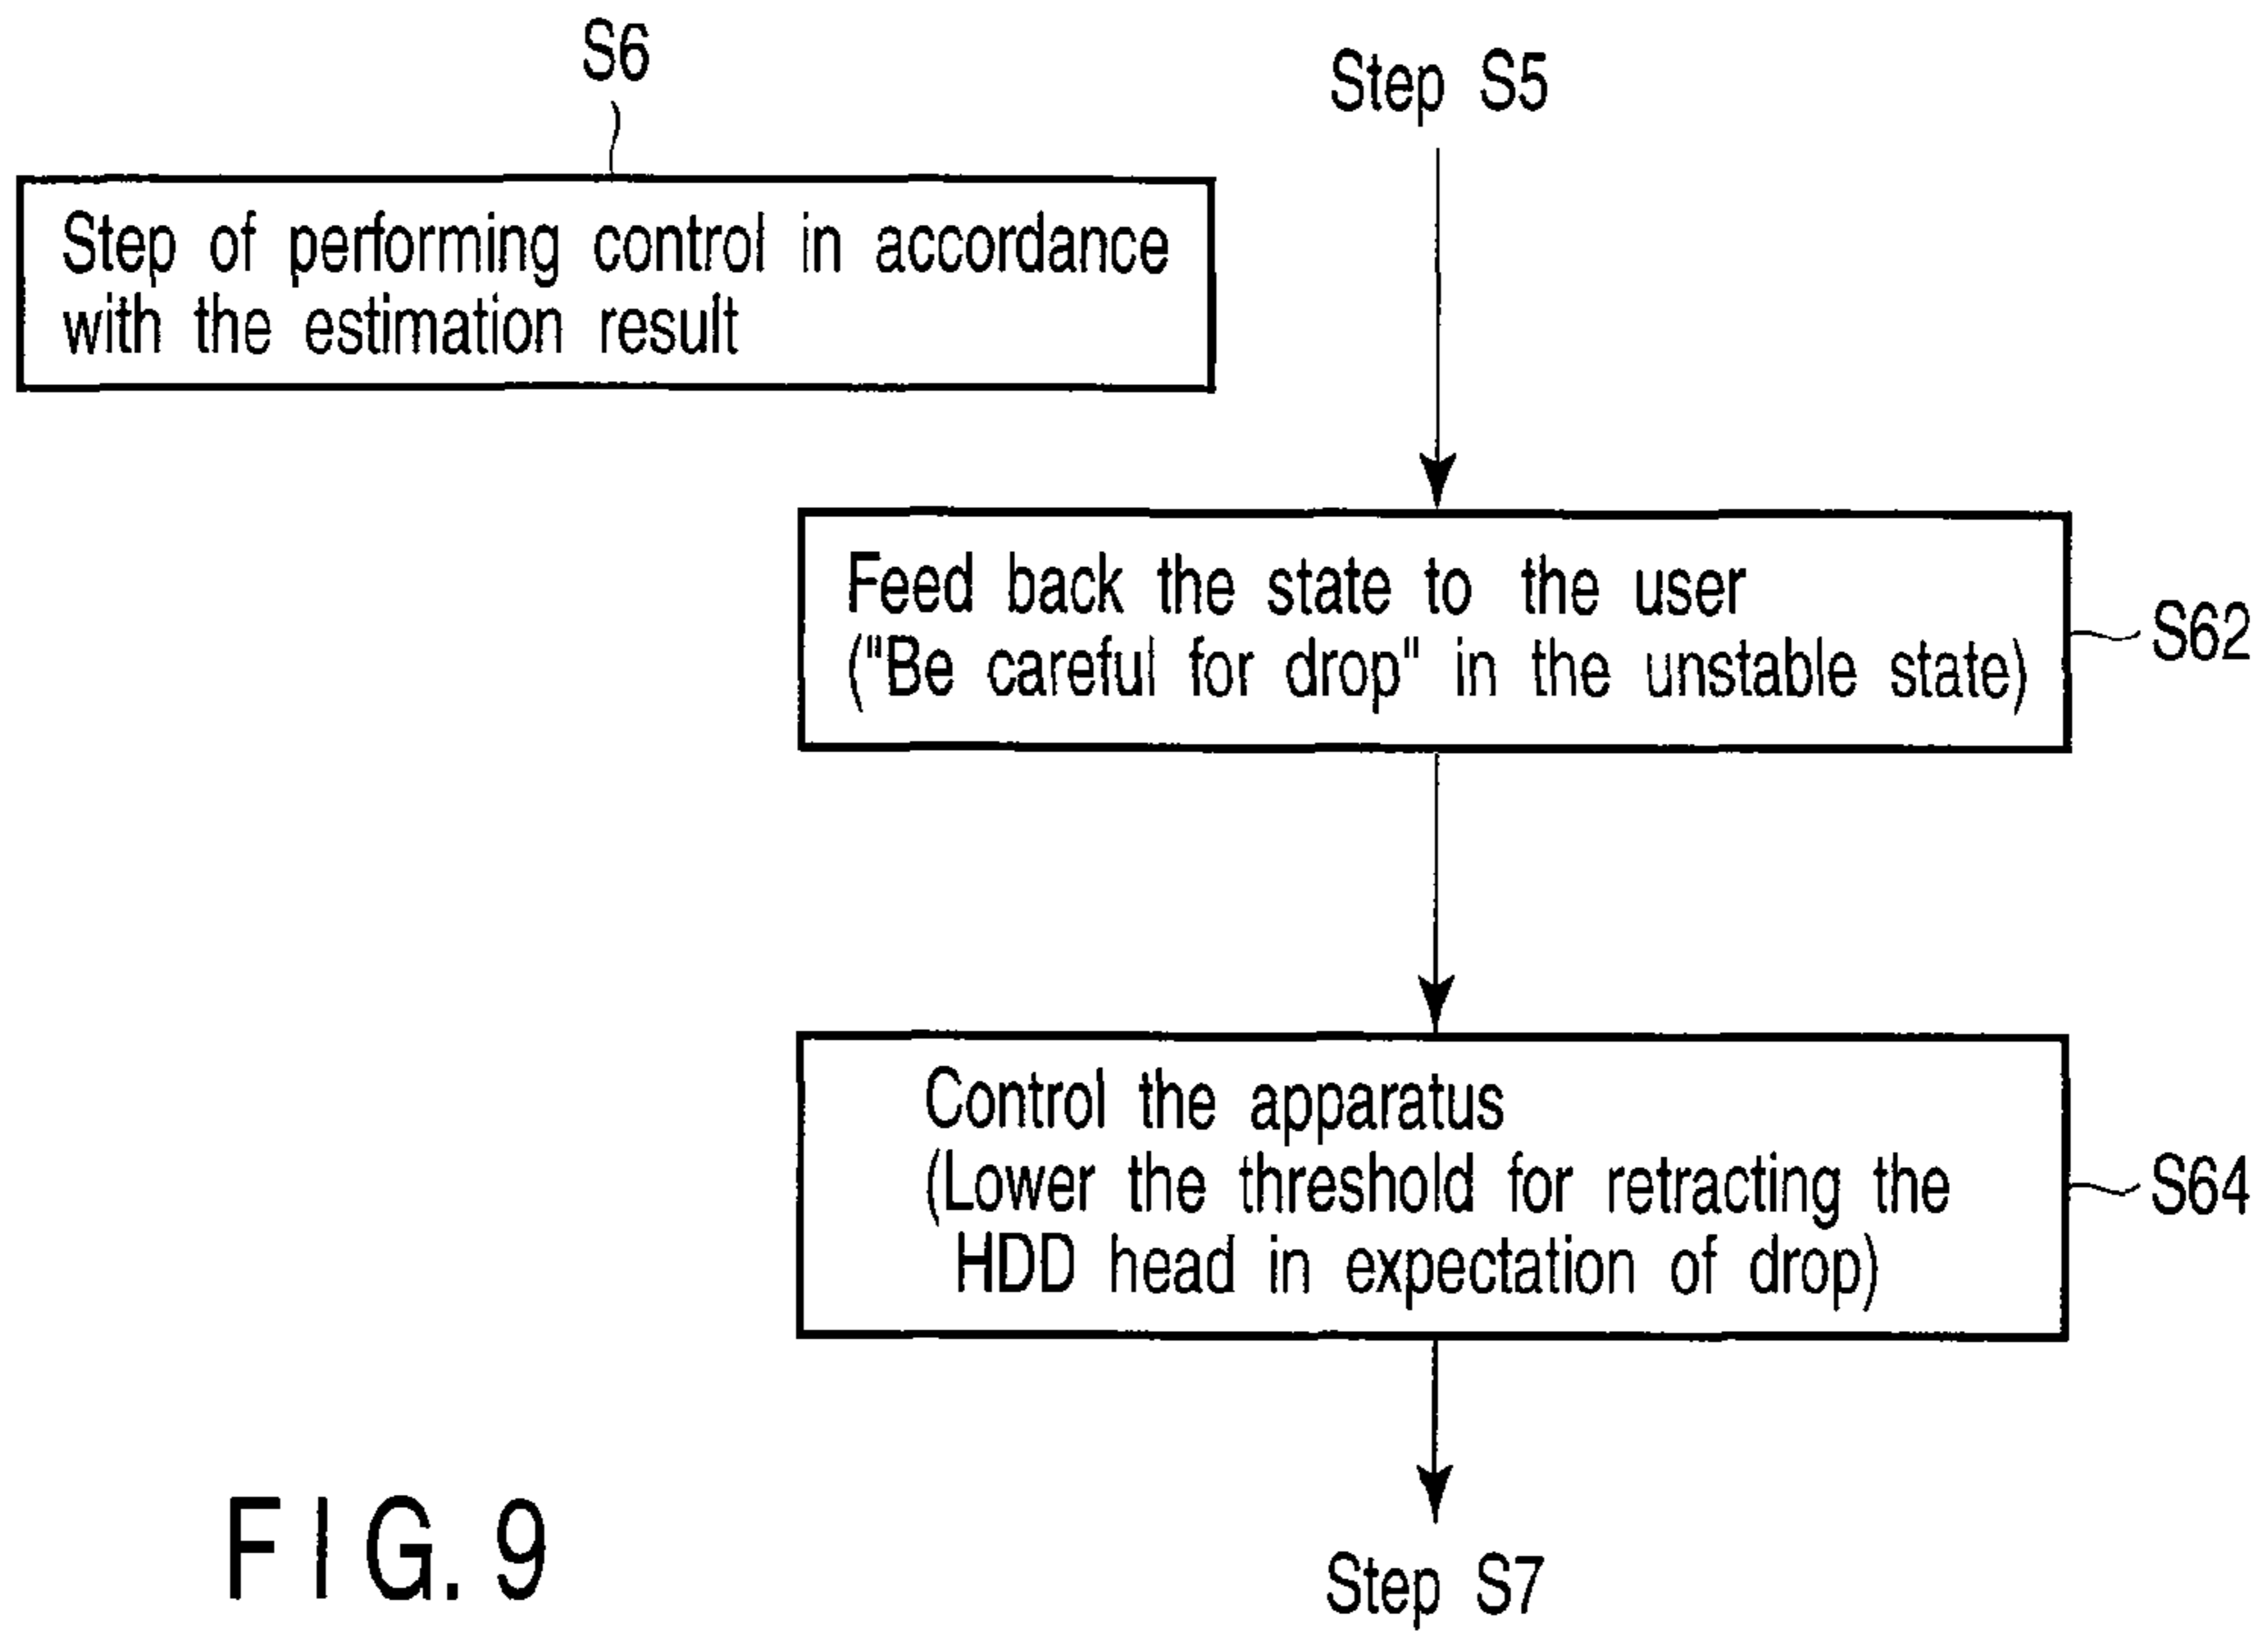 S6
Step of performing control in accordance
with the estimation result
Step S5
Feed back the state to the user
("Be careful for drop" in the unstable state)
S62
Control the apparatus
(Lower the threshold for retracting the
HDD head in expectation of drop)
S64
Step S7
FIG. 9